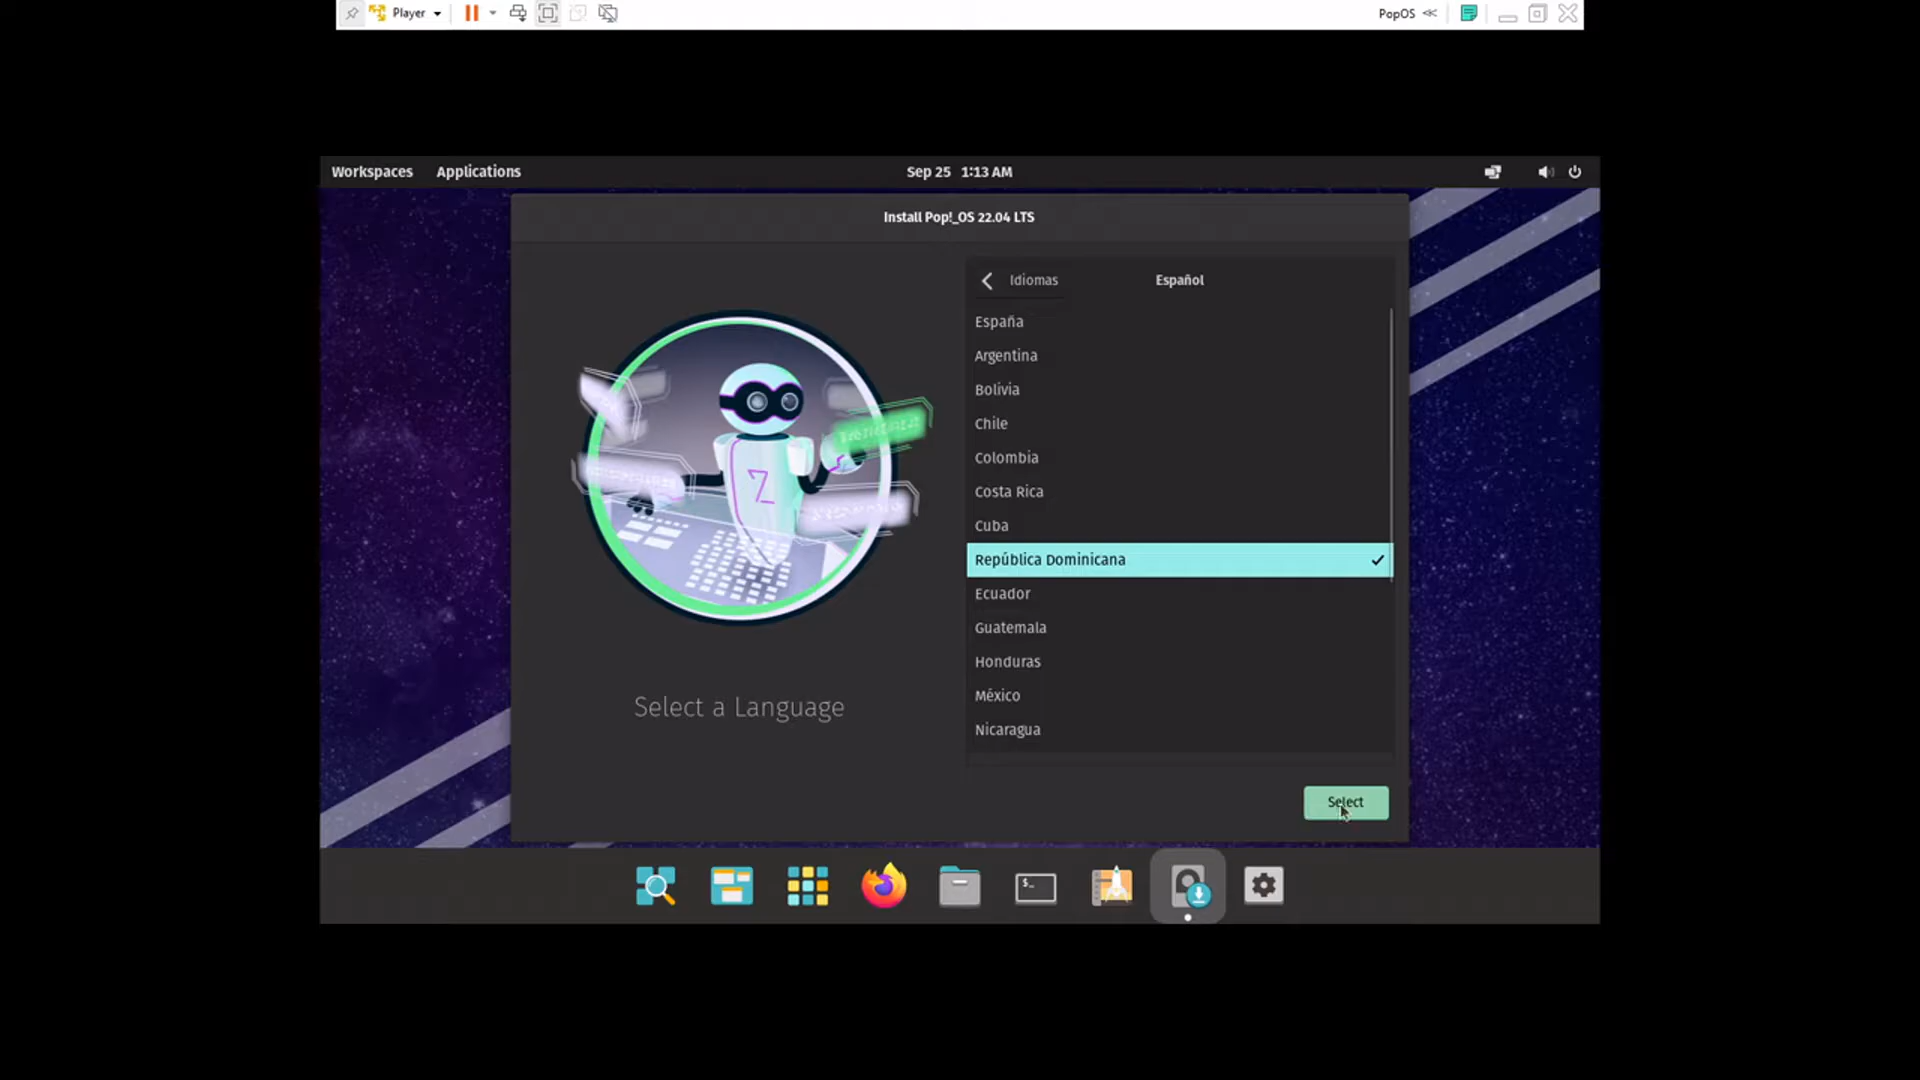 Player
PopOS
Workspaces Applications Sep 25 1:13 AM
Install Pop!_OS 22.04 LTS
Idiomas Español
España
Argentina
Bolivia
Chile
Colombia
Costa Rica
Cuba
República Dominicana
Ecuador
Guatemala
Honduras
México
Nicaragua
Select a Language
Select